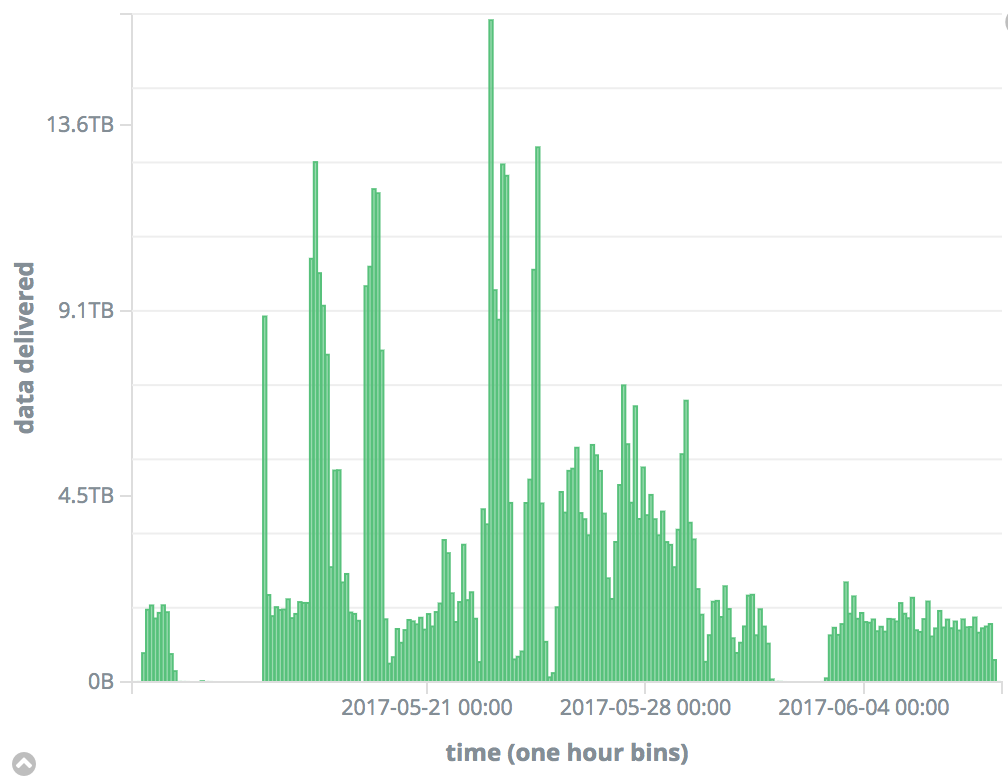 13.6TB
9.1TB
4.5TB
0B
data delivered
2017-05-21 00:00 2017-05-28 00:00 2017-06-04 00:00
time (one hour bins)